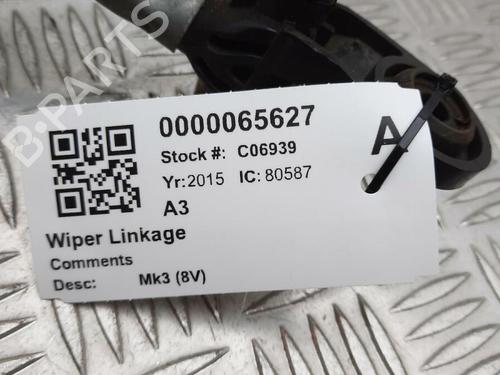 0000065627
Stock #: C06939
A
Yr: 2015 IC: 80587
A3
Wiper Linkage
Comments
Desc: Mk3 (8V)
B-PARTS